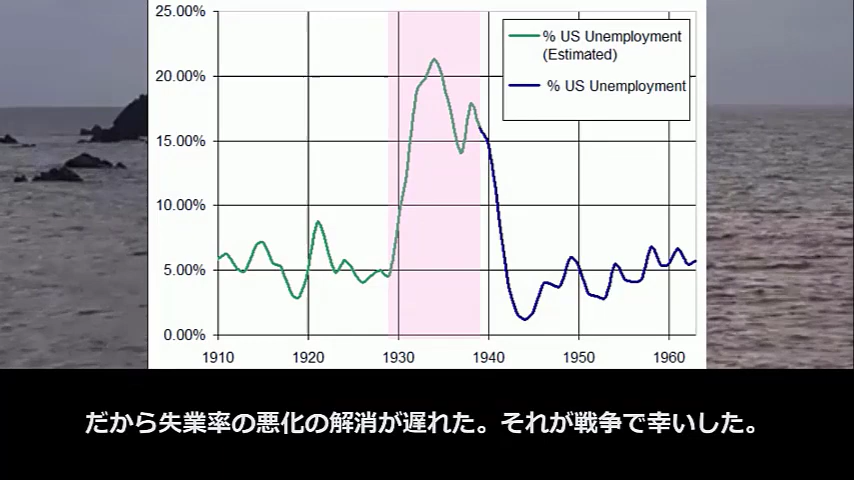 25.00%
20.00%
15.00%
10.00%
5.00%
0.00%
1910 1920 1930 1940 1950 1960
% US Unemployment
(Estimated)
% US Unemployment
だから失業率の悪化の解消が遅れた。それが戦争で幸いした。